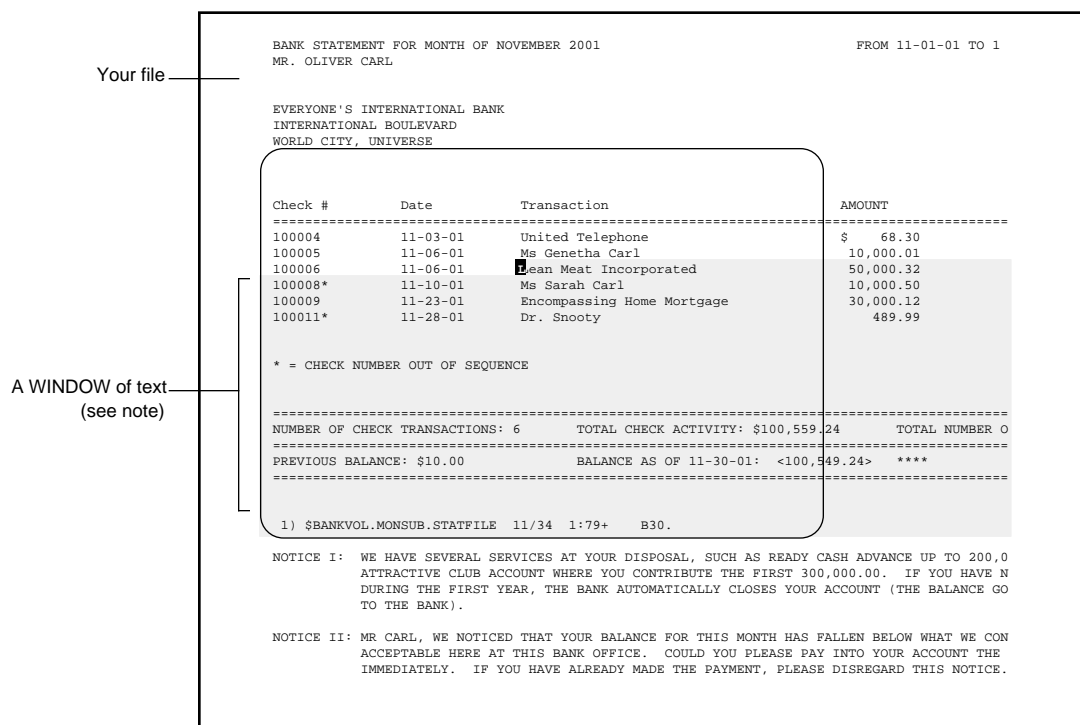 BANK STATEMENT FOR MONTH OF NOVEMBER 2001 FROM 11-01-01 TO 1
MR. OLIVER CARL
Your file
EVERYONE'S INTERNATIONAL BANK
INTERNATIONAL BOULEVARD
WORLD CITY, UNIVERSE
Check # Date Transaction AMOUNT
============================================================================================
100004 11-03-01 United Telephone $ 68.30
100005 11-06-01 Ms Genetha Carl 10,000.01
100006 11-06-01 Lean Meat Incorporated 50,000.32
100008* 11-10-01 Ms Sarah Carl 10,000.50
100009 11-23-01 Encompassing Home Mortgage 30,000.12
100011* 11-28-01 Dr. Snooty 489.99
* = CHECK NUMBER OUT OF SEQUENCE
A WINDOW of text
(see note)
============================================================================================
NUMBER OF CHECK TRANSACTIONS: 6 TOTAL CHECK ACTIVITY: $100,559.24 TOTAL NUMBER O
============================================================================================
PREVIOUS BALANCE: $10.00 BALANCE AS OF 11-30-01: <100,549.24> ****
============================================================================================
1) $BANKVOL.MONSUB.STATFILE 11/34 1:79+ B30.
NOTICE I: WE HAVE SEVERAL SERVICES AT YOUR DISPOSAL, SUCH AS READY CASH ADVANCE UP TO 200,0
ATTRACTIVE CLUB ACCOUNT WHERE YOU CONTRIBUTE THE FIRST 300,000.00. IF YOU HAVE N
DURING THE FIRST YEAR, THE BANK AUTOMATICALLY CLOSES YOUR ACCOUNT (THE BALANCE GO
TO THE BANK).
NOTICE II: MR CARL, WE NOTICED THAT YOUR BALANCE FOR THIS MONTH HAS FALLEN BELOW WHAT WE CON
ACCEPTABLE HERE AT THIS BANK OFFICE. COULD YOU PLEASE PAY INTO YOUR ACCOUNT THE
IMMEDIATELY. IF YOU HAVE ALREADY MADE THE PAYMENT, PLEASE DISREGARD THIS NOTICE.